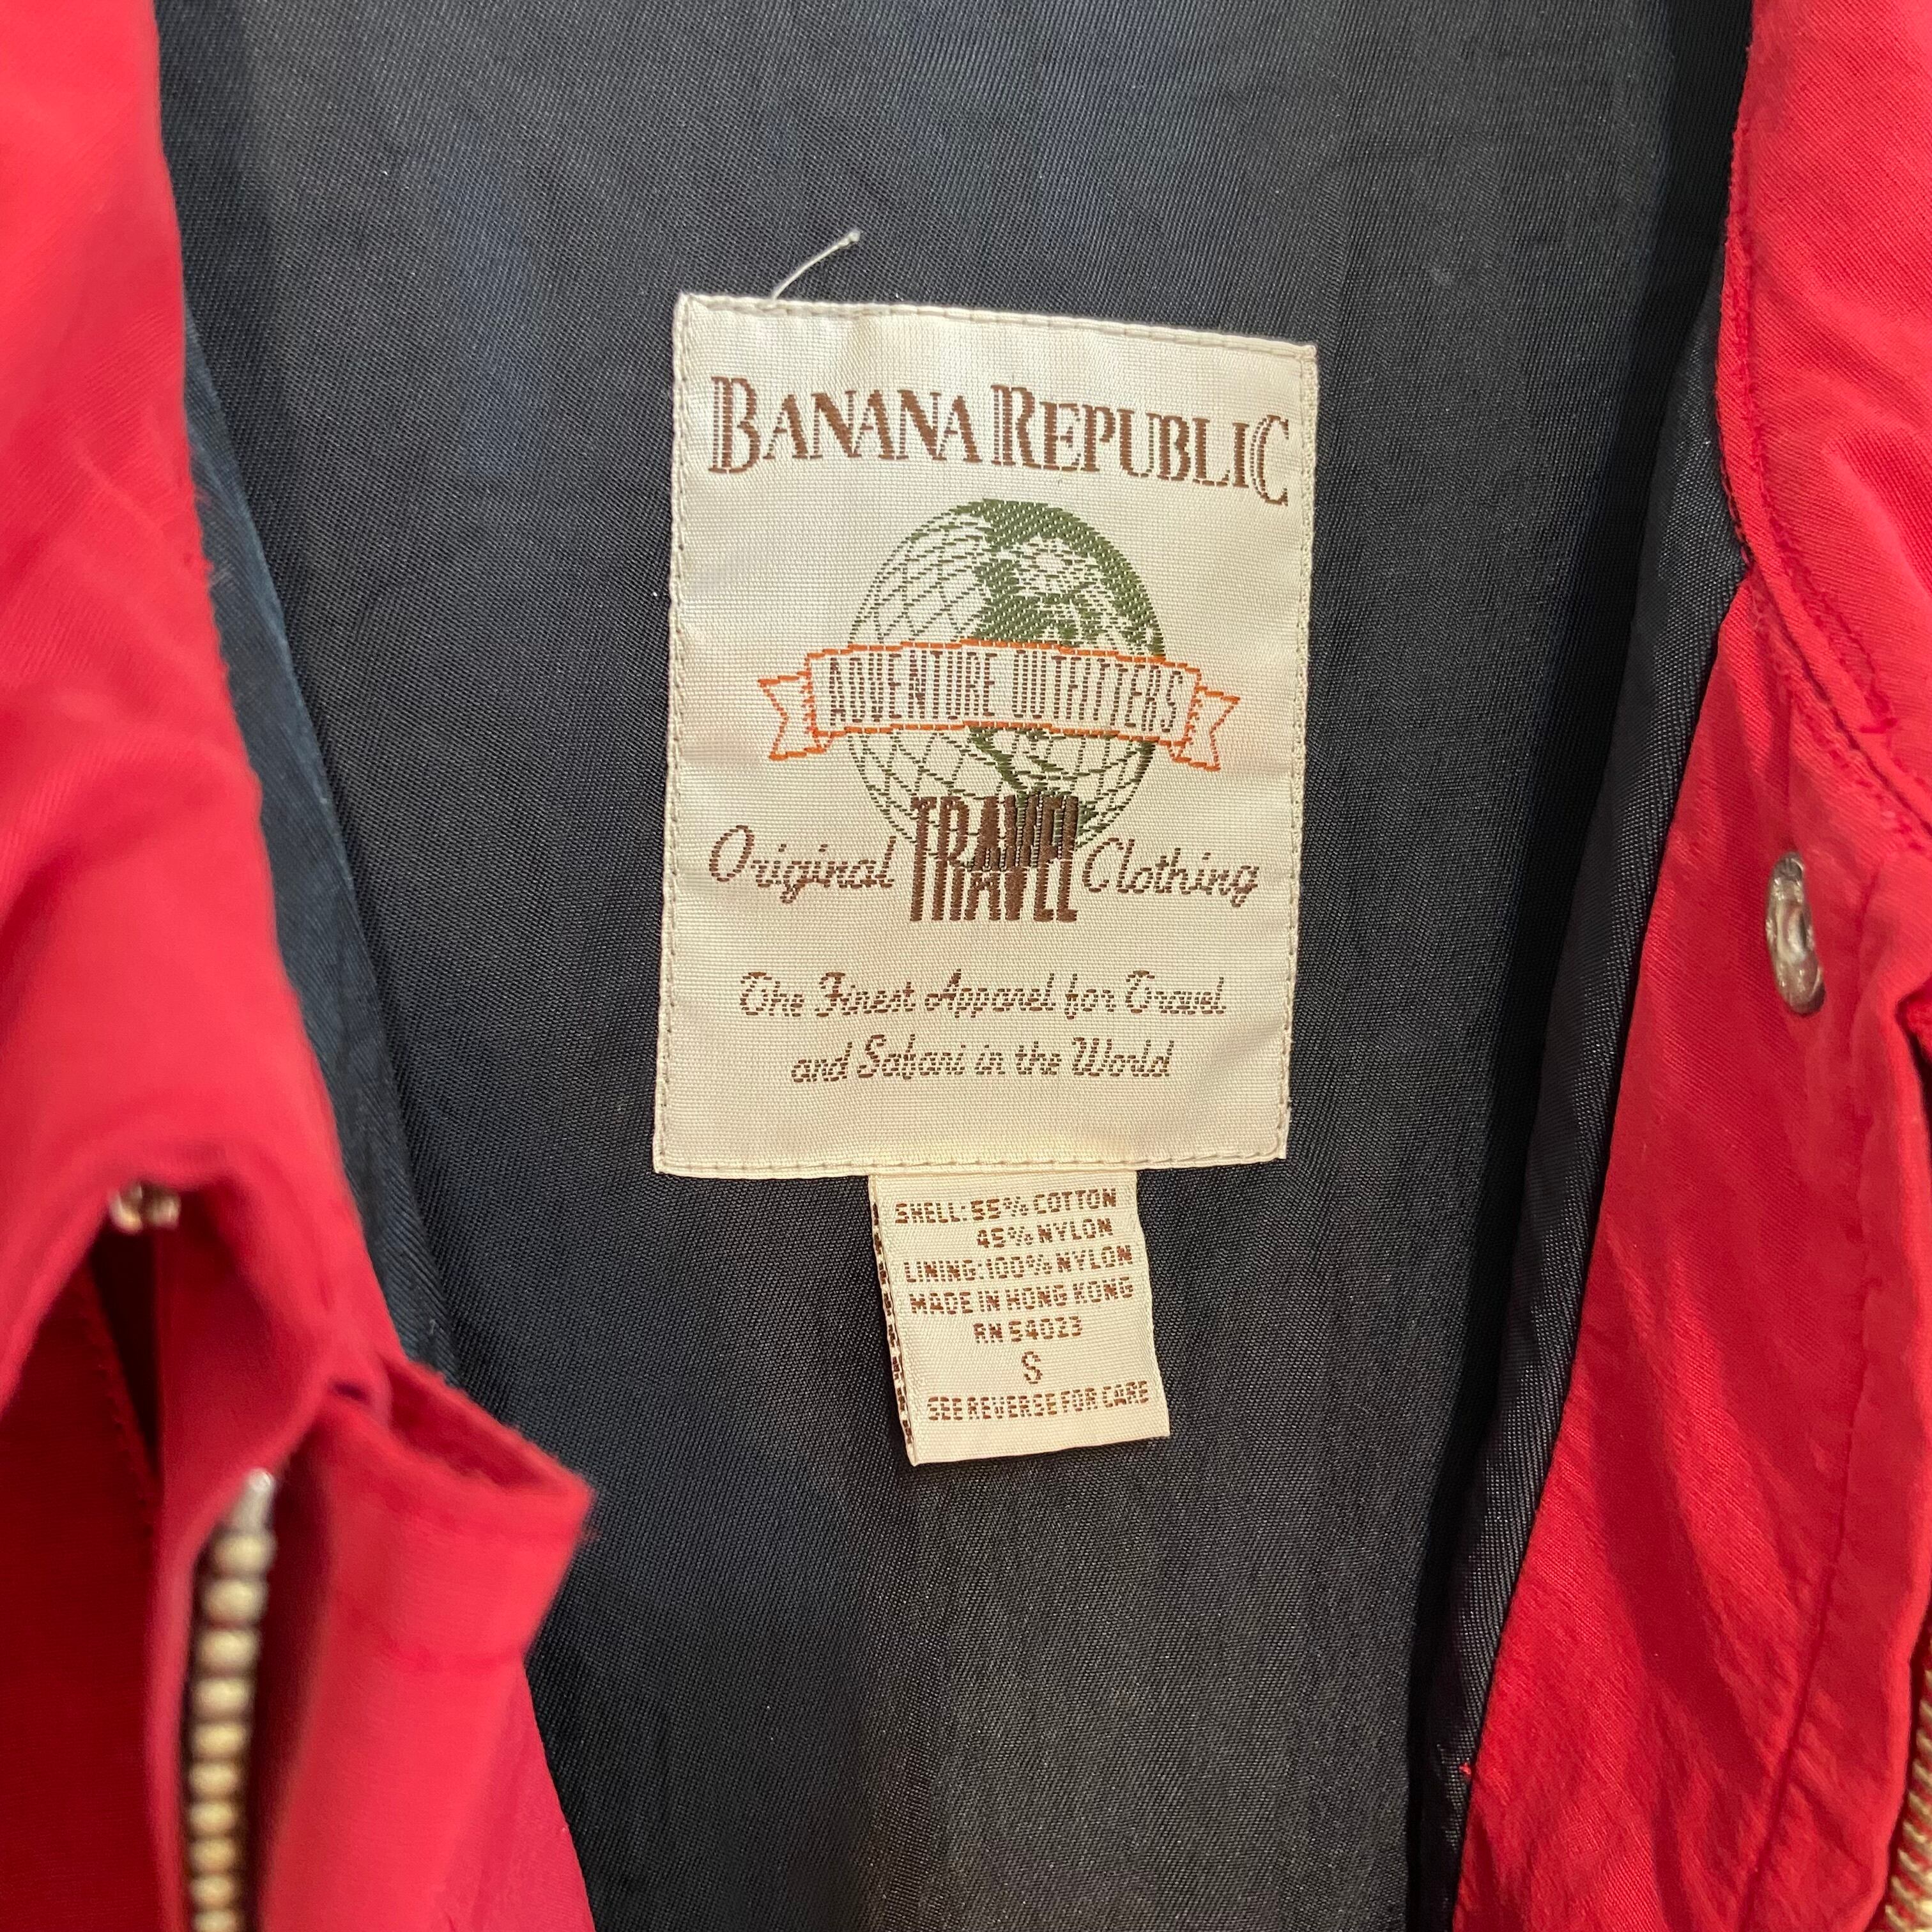 BANANA REPUBLIC
ADVENTURE OUTFITTERS
Original TRAVEL Clothing
The Finest Apparel for Travel
and Safari in the World
SHELL: 55% COTTON
45% NYLON
LINING: 100% NYLON
MADE IN HONG KONG
RN 54023
S
SEE REVERSE FOR CARE